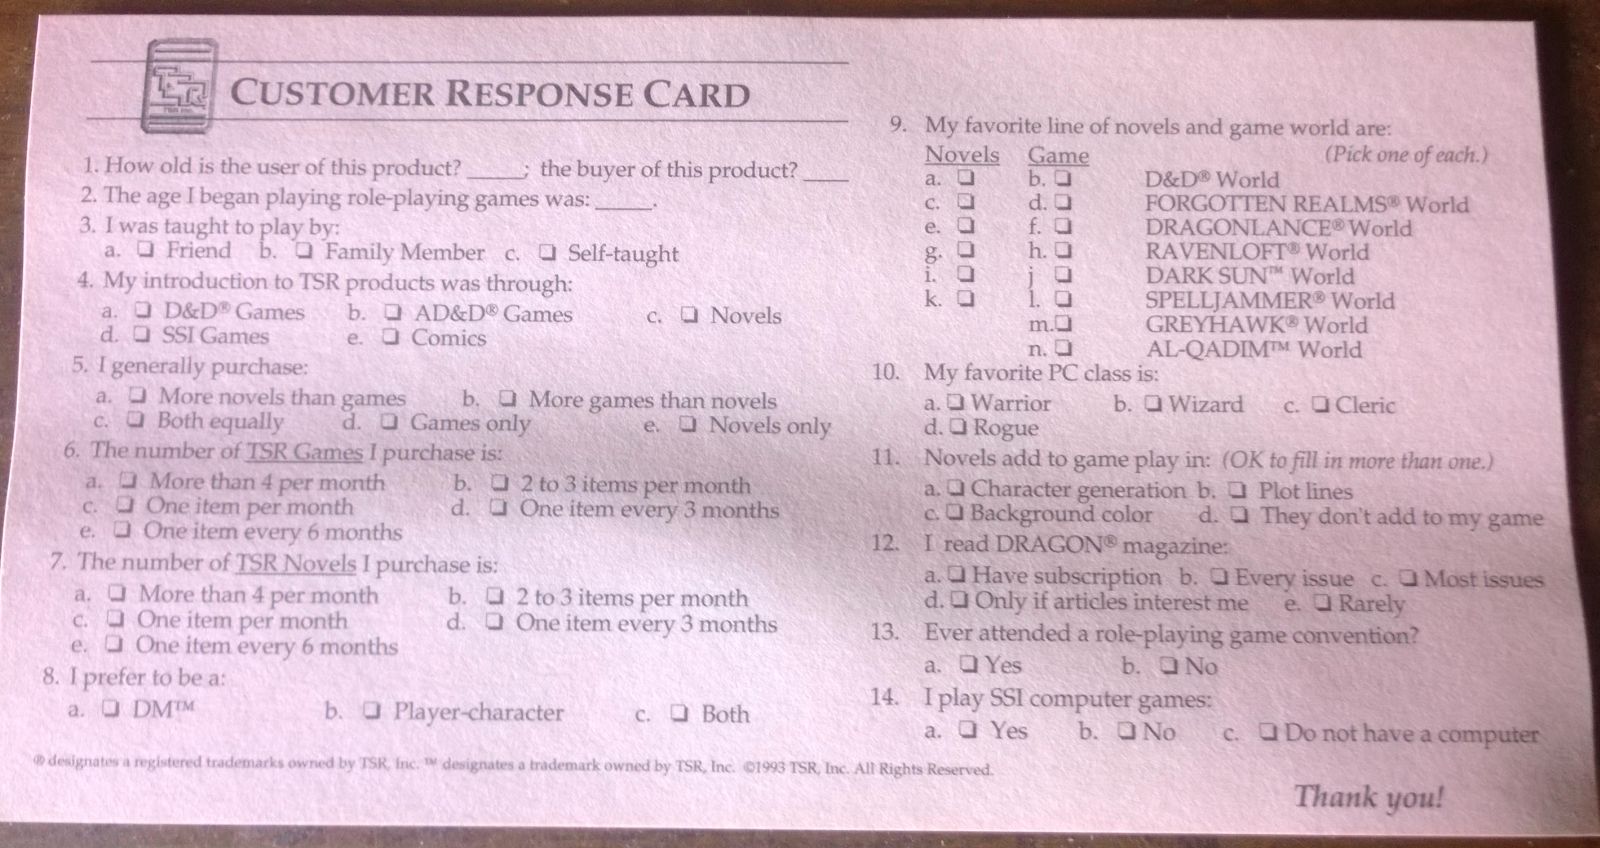 TSR
TSR Inc.
CUSTOMER RESPONSE CARD
1. How old is the user of this product? _____; the buyer of this product? ____
2. The age I began playing role-playing games was: _____.
3. I was taught to play by:
a. ❑ Friend b. ❑ Family Member c. ❑ Self-taught
4. My introduction to TSR products was through:
a. ❑ D&D® Games b. ❑ AD&D® Games c. ❑ Novels
d. ❑ SSI Games e. ❑ Comics
5. I generally purchase:
a. ❑ More novels than games b. ❑ More games than novels
c. ❑ Both equally d. ❑ Games only e. ❑ Novels only
6. The number of TSR Games I purchase is:
a. ❑ More than 4 per month b. ❑ 2 to 3 items per month
c. ❑ One item per month d. ❑ One item every 3 months
e. ❑ One item every 6 months
7. The number of TSR Novels I purchase is:
a. ❑ More than 4 per month b. ❑ 2 to 3 items per month
c. ❑ One item per month d. ❑ One item every 3 months
e. ❑ One item every 6 months
8. I prefer to be a:
a. ❑ DM™ b. ❑ Player-character c. ❑ Both
9. My favorite line of novels and game world are:
Novels Game (Pick one of each.)
a. ❑ b. ❑ D&D® World
c. ❑ d. ❑ FORGOTTEN REALMS® World
e. ❑ f. ❑ DRAGONLANCE® World
g. ❑ h. ❑ RAVENLOFT® World
i. ❑ j ❑ DARK SUN™ World
k. ❑ l. ❑ SPELLJAMMER® World
m.❑ GREYHAWK® World
n. ❑ AL-QADIM™ World
10. My favorite PC class is:
a. ❑ Warrior b. ❑ Wizard c. ❑ Cleric
d. ❑ Rogue
11. Novels add to game play in: (OK to fill in more than one.)
a. ❑ Character generation b. ❑ Plot lines
c. ❑ Background color d. ❑ They don't add to my game
12. I read DRAGON® magazine:
a. ❑ Have subscription b. ❑ Every issue c. ❑ Most issues
d. ❑ Only if articles interest me e. ❑ Rarely
13. Ever attended a role-playing game convention?
a. ❑ Yes b. ❑ No
14. I play SSI computer games:
a. ❑ Yes b. ❑ No c. ❑ Do not have a computer
® designates a registered trademarks owned by TSR, Inc. ™ designates a trademark owned by TSR, Inc. ©1993 TSR, Inc. All Rights Reserved.
Thank you!